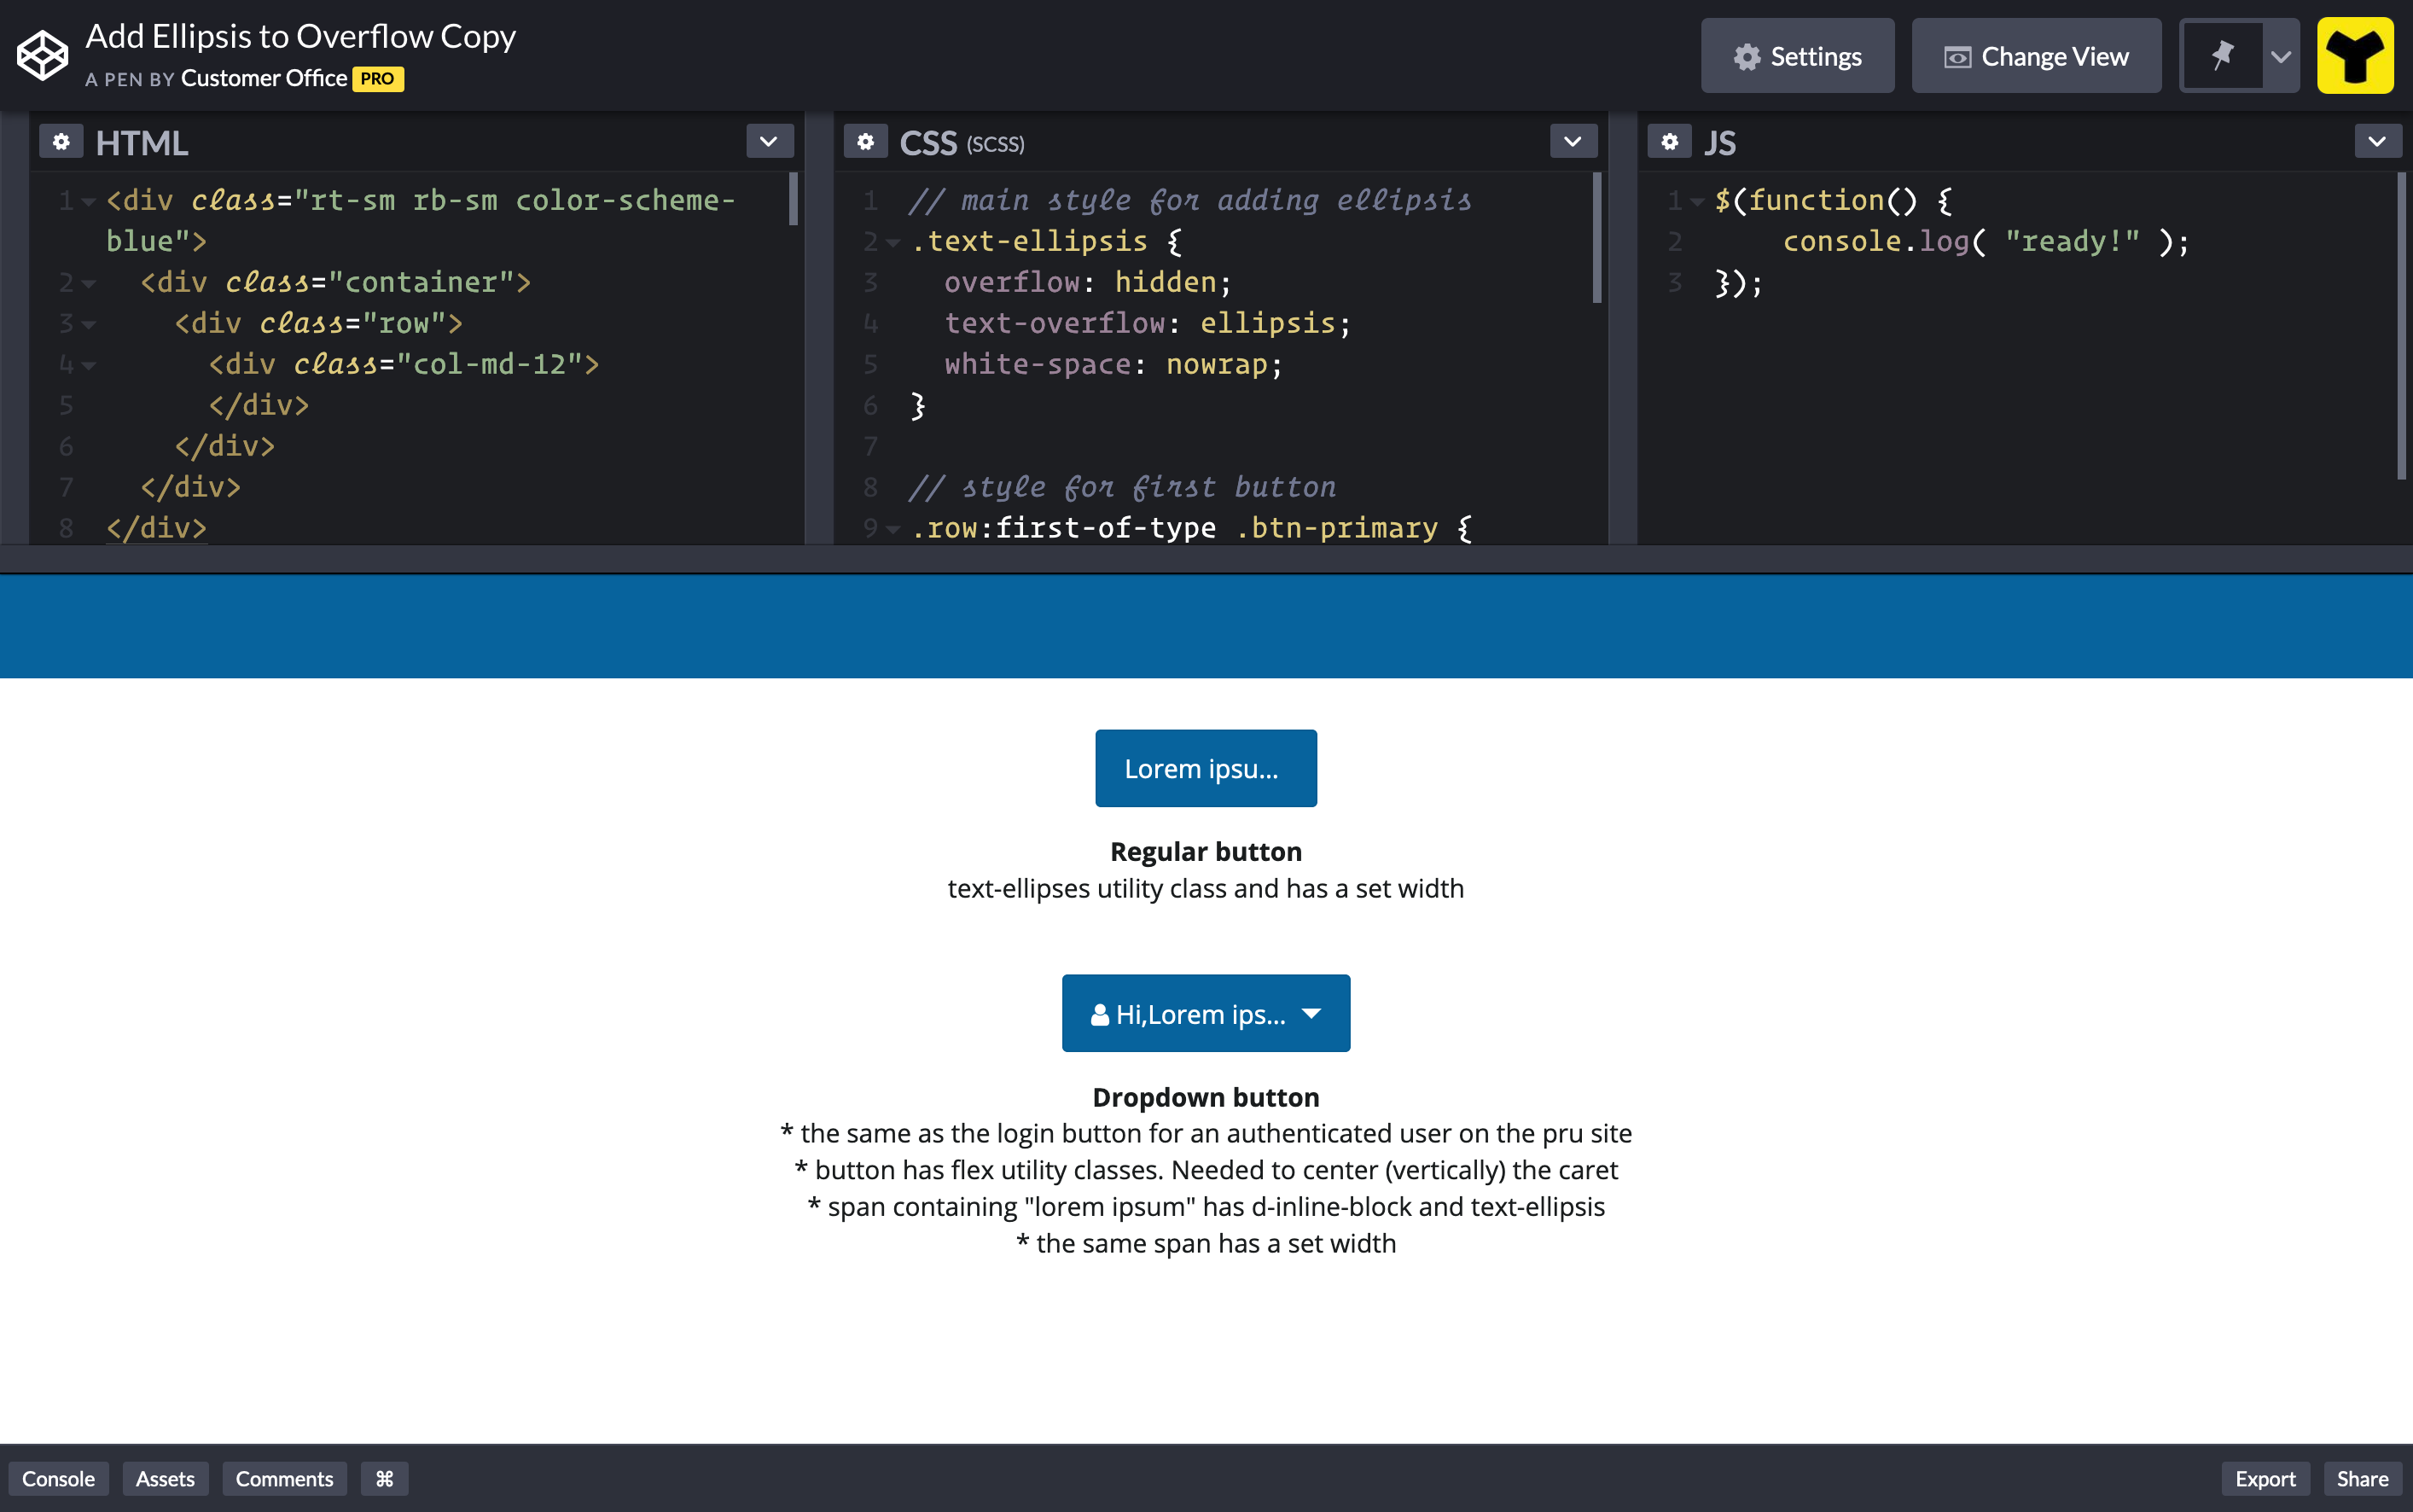 Add Ellipsis to Overflow Copy
A PEN BY Customer Office PRO
Settings
Change View
HTML
1 <div class="rt-sm rb-sm color-scheme-
blue">
2 <div class="container">
3 <div class="row">
4 <div class="col-md-12">
5 </div>
6 </div>
7 </div>
8 </div>
CSS (SCSS)
1 // main style for adding ellipsis
2 .text-ellipsis {
3 overflow: hidden;
4 text-overflow: ellipsis;
5 white-space: nowrap;
6 }
7
8 // style for first button
9 .row:first-of-type .btn-primary {
JS
1 $(function() {
2 console.log( "ready!" );
3 });
Lorem ipsu...
Regular button
text-ellipses utility class and has a set width
Hi,Lorem ips...
Dropdown button
* the same as the login button for an authenticated user on the pru site
* button has flex utility classes. Needed to center (vertically) the caret
* span containing "lorem ipsum" has d-inline-block and text-ellipsis
* the same span has a set width
Console
Assets
Comments
⌘
Export
Share